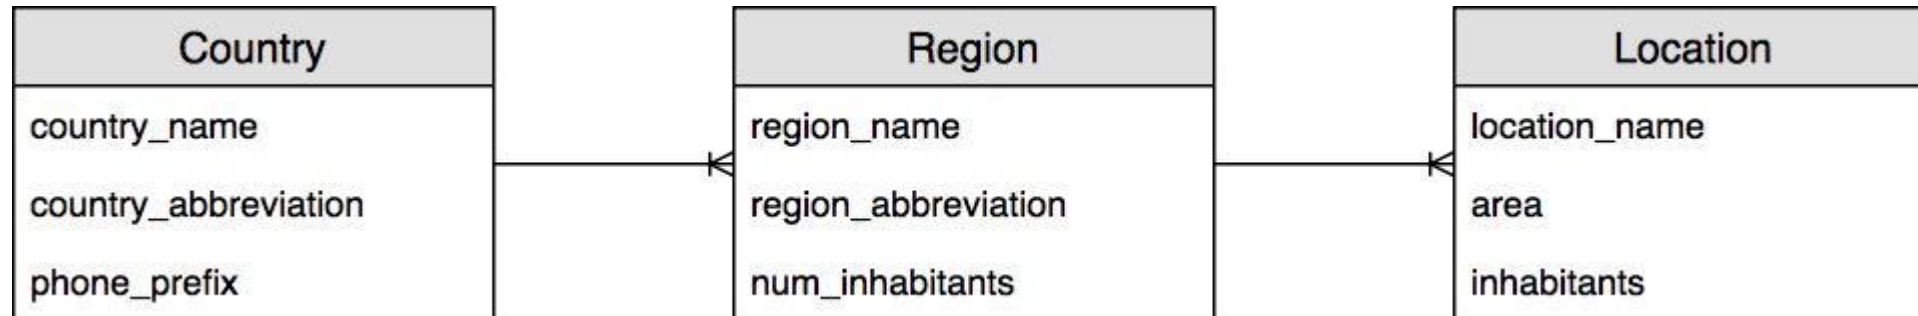 Country
country_name
country_abbreviation
phone_prefix
Region
region_name
region_abbreviation
num_inhabitants
Location
location_name
area
inhabitants